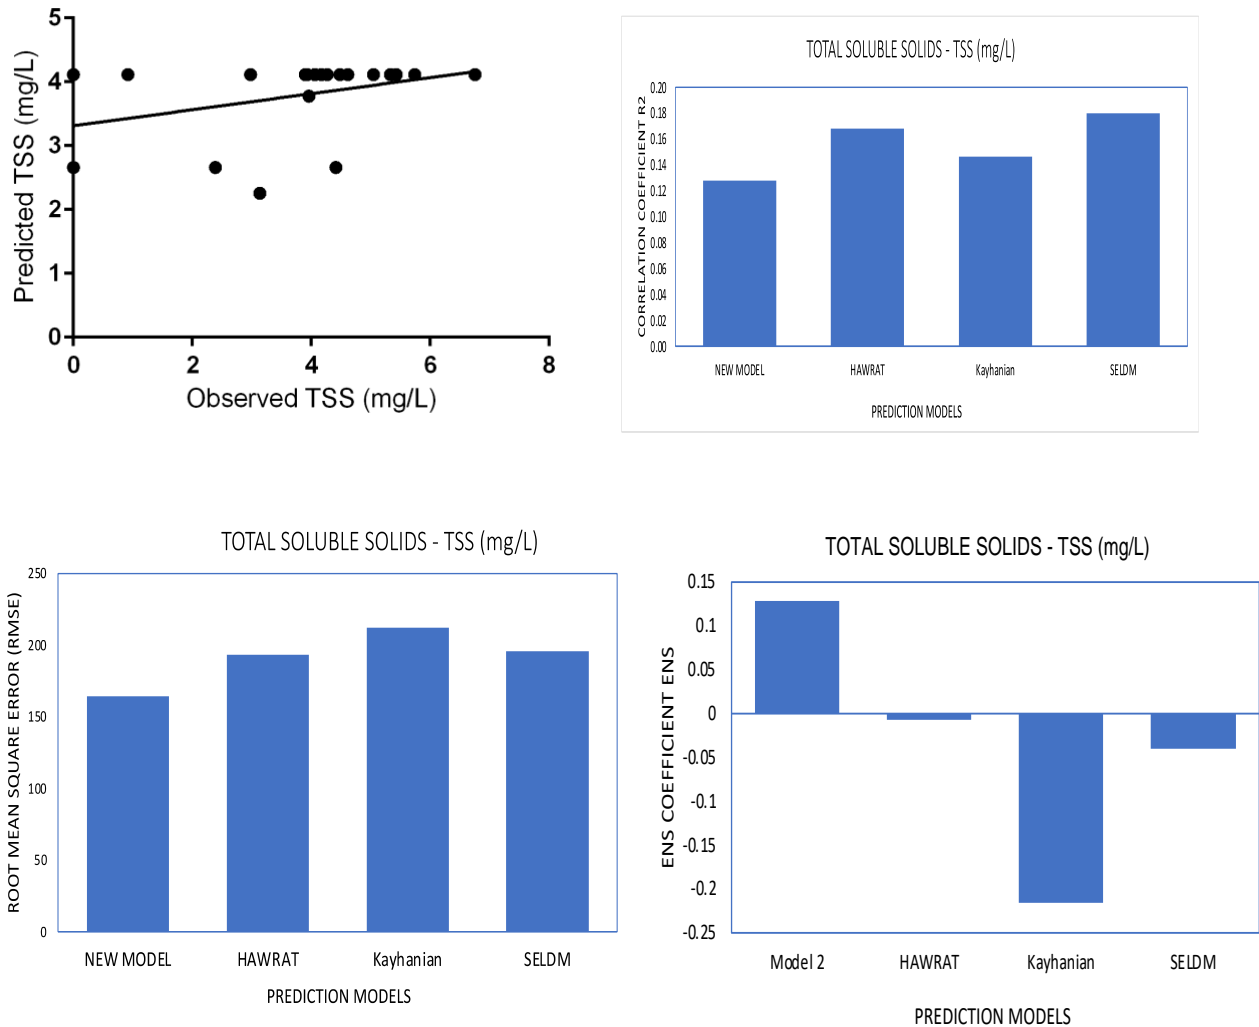 Predicted TSS (mg/L)
5
4
3
2
1
0
0 2 4 6 8
Observed TSS (mg/L)
TOTAL SOLUBLE SOLIDS - TSS (mg/L)
CORRELATION COEFFICIENT R2
0.20
0.18
0.16
0.14
0.12
0.10
0.08
0.06
0.04
0.02
0.00
NEW MODEL HAWRAT Kayhanian SELDM
PREDICTION MODELS
TOTAL SOLUBLE SOLIDS - TSS (mg/L)
ROOT MEAN SQUARE ERROR (RMSE)
250
200
150
100
50
0
NEW MODEL HAWRAT Kayhanian SELDM
PREDICTION MODELS
TOTAL SOLUBLE SOLIDS - TSS (mg/L)
ENS COEFFICIENT ENS
0.15
0.1
0.05
0
-0.05
-0.1
-0.15
-0.2
-0.25
Model 2 HAWRAT Kayhanian SELDM
PREDICTION MODELS